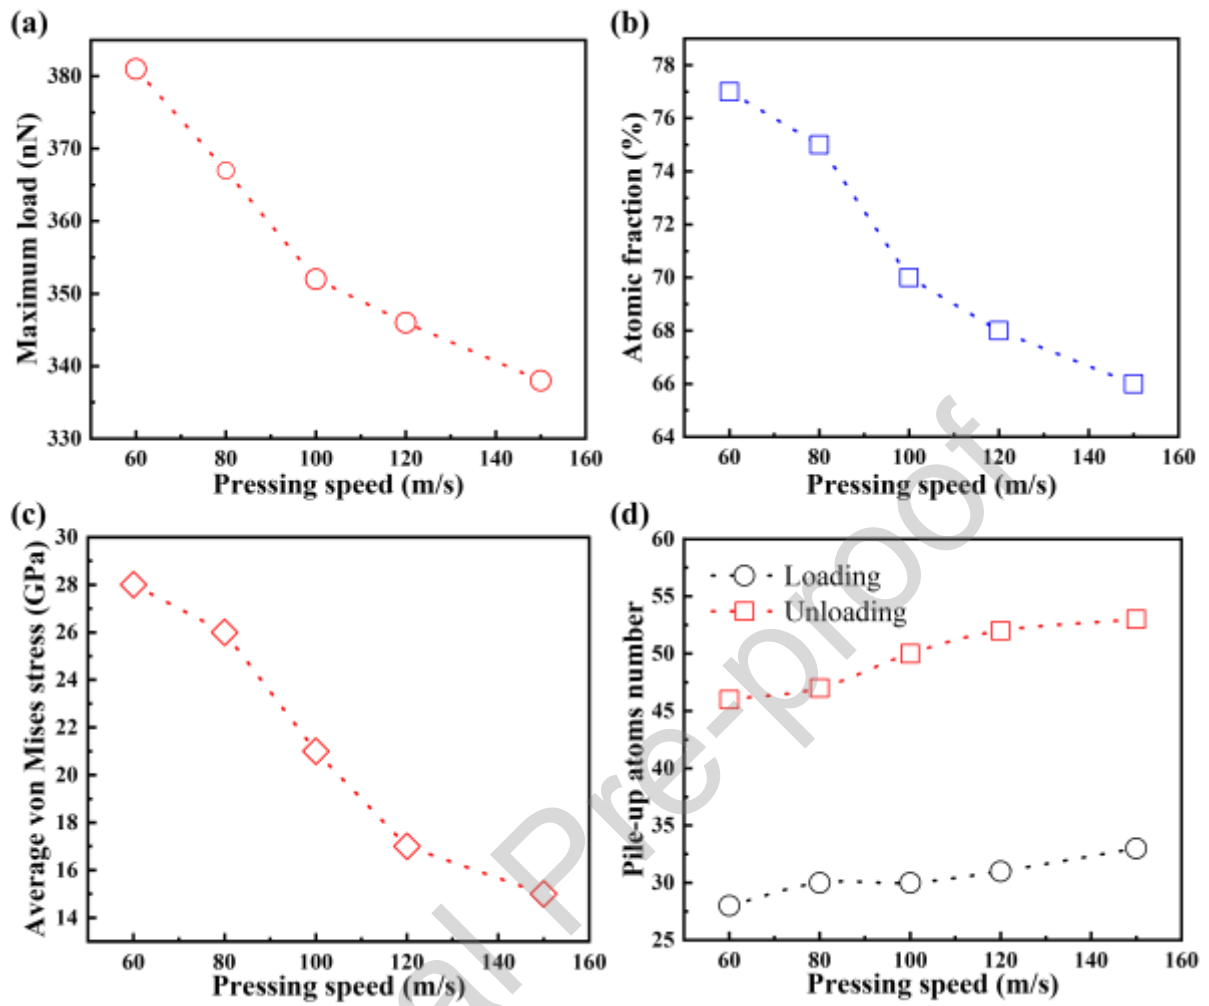 (a)
Maximum load (nN)
380
370
360
350
340
330
60 80 100 120 140 160
Pressing speed (m/s)
(b)
Atomic fraction (%)
78
76
74
72
70
68
66
64
60 80 100 120 140 160
Pressing speed (m/s)
(c)
Average von Mises stress (GPa)
30
28
26
24
22
20
18
16
14
60 80 100 120 140 160
Pressing speed (m/s)
(d)
Pile-up atoms number
60
55
50
45
40
35
30
25
Loading
Unloading
60 80 100 120 140 160
Pressing speed (m/s)
al Pre-proof